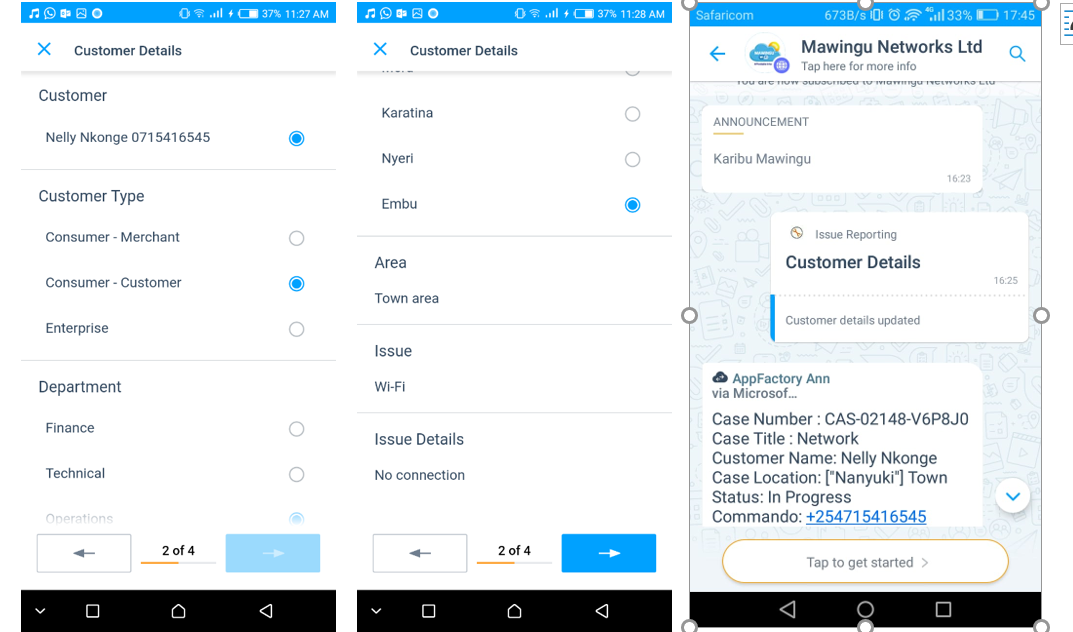 37% 11:27 AM
Customer Details
Customer
Nelly Nkonge 0715416545
Customer Type
Consumer - Merchant
Consumer - Customer
Enterprise
Department
Finance
Technical
Operations
2 of 4
37% 11:28 AM
Customer Details
Karatina
Nyeri
Embu
Area
Town area
Issue
Wi-Fi
Issue Details
No connection
2 of 4
Safaricom 673B/s 4G 33% 17:45
Mawingu Networks Ltd
Tap here for more info
You are now subscribed to Mawingu Networks Ltd
ANNOUNCEMENT
Karibu Mawingu
16:23
Issue Reporting
Customer Details
16:25
Customer details updated
AppFactory Ann
via Microsof...
Case Number : CAS-02148-V6P8J0
Case Title : Network
Customer Name: Nelly Nkonge
Case Location: ["Nanyuki"] Town
Status: In Progress
Commando: +254715416545
Tap to get started